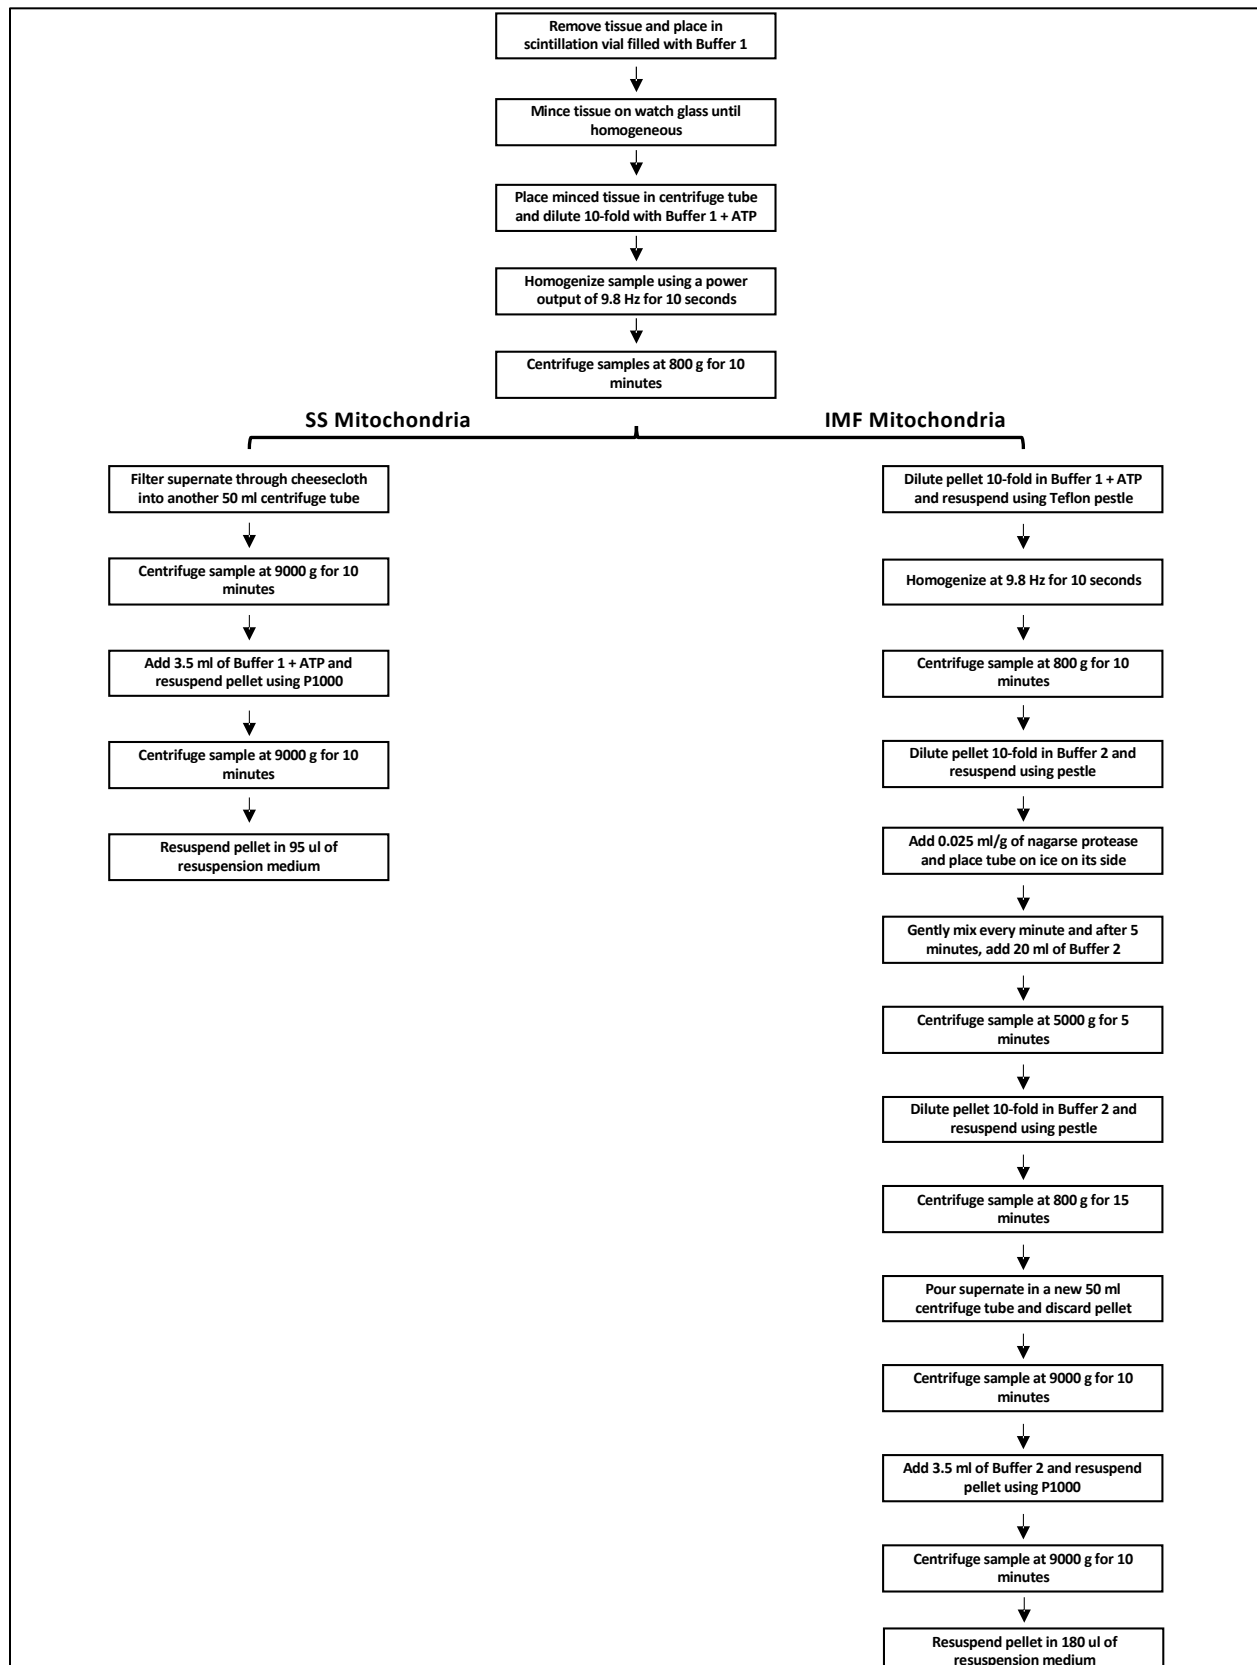 Remove tissue and place in
scintillation vial filled with Buffer 1
Mince tissue on watch glass until
homogeneous
Place minced tissue in centrifuge tube
and dilute 10-fold with Buffer 1 + ATP
Homogenize sample using a power
output of 9.8 Hz for 10 seconds
Centrifuge samples at 800 g for 10
minutes
SS Mitochondria
Filter supernate through cheesecloth
into another 50 ml centrifuge tube
Centrifuge sample at 9000 g for 10
minutes
Add 3.5 ml of Buffer 1 + ATP and
resuspend pellet using P1000
Centrifuge sample at 9000 g for 10
minutes
Resuspend pellet in 95 ul of
resuspension medium
IMF Mitochondria
Dilute pellet 10-fold in Buffer 1 + ATP
and resuspend using Teflon pestle
Homogenize at 9.8 Hz for 10 seconds
Centrifuge sample at 800 g for 10
minutes
Dilute pellet 10-fold in Buffer 2 and
resuspend using pestle
Add 0.025 ml/g of nagarse protease
and place tube on ice on its side
Gently mix every minute and after 5
minutes, add 20 ml of Buffer 2
Centrifuge sample at 5000 g for 5
minutes
Dilute pellet 10-fold in Buffer 2 and
resuspend using pestle
Centrifuge sample at 800 g for 15
minutes
Pour supernate in a new 50 ml
centrifuge tube and discard pellet
Centrifuge sample at 9000 g for 10
minutes
Add 3.5 ml of Buffer 2 and resuspend
pellet using P1000
Centrifuge sample at 9000 g for 10
minutes
Resuspend pellet in 180 ul of
resuspension medium